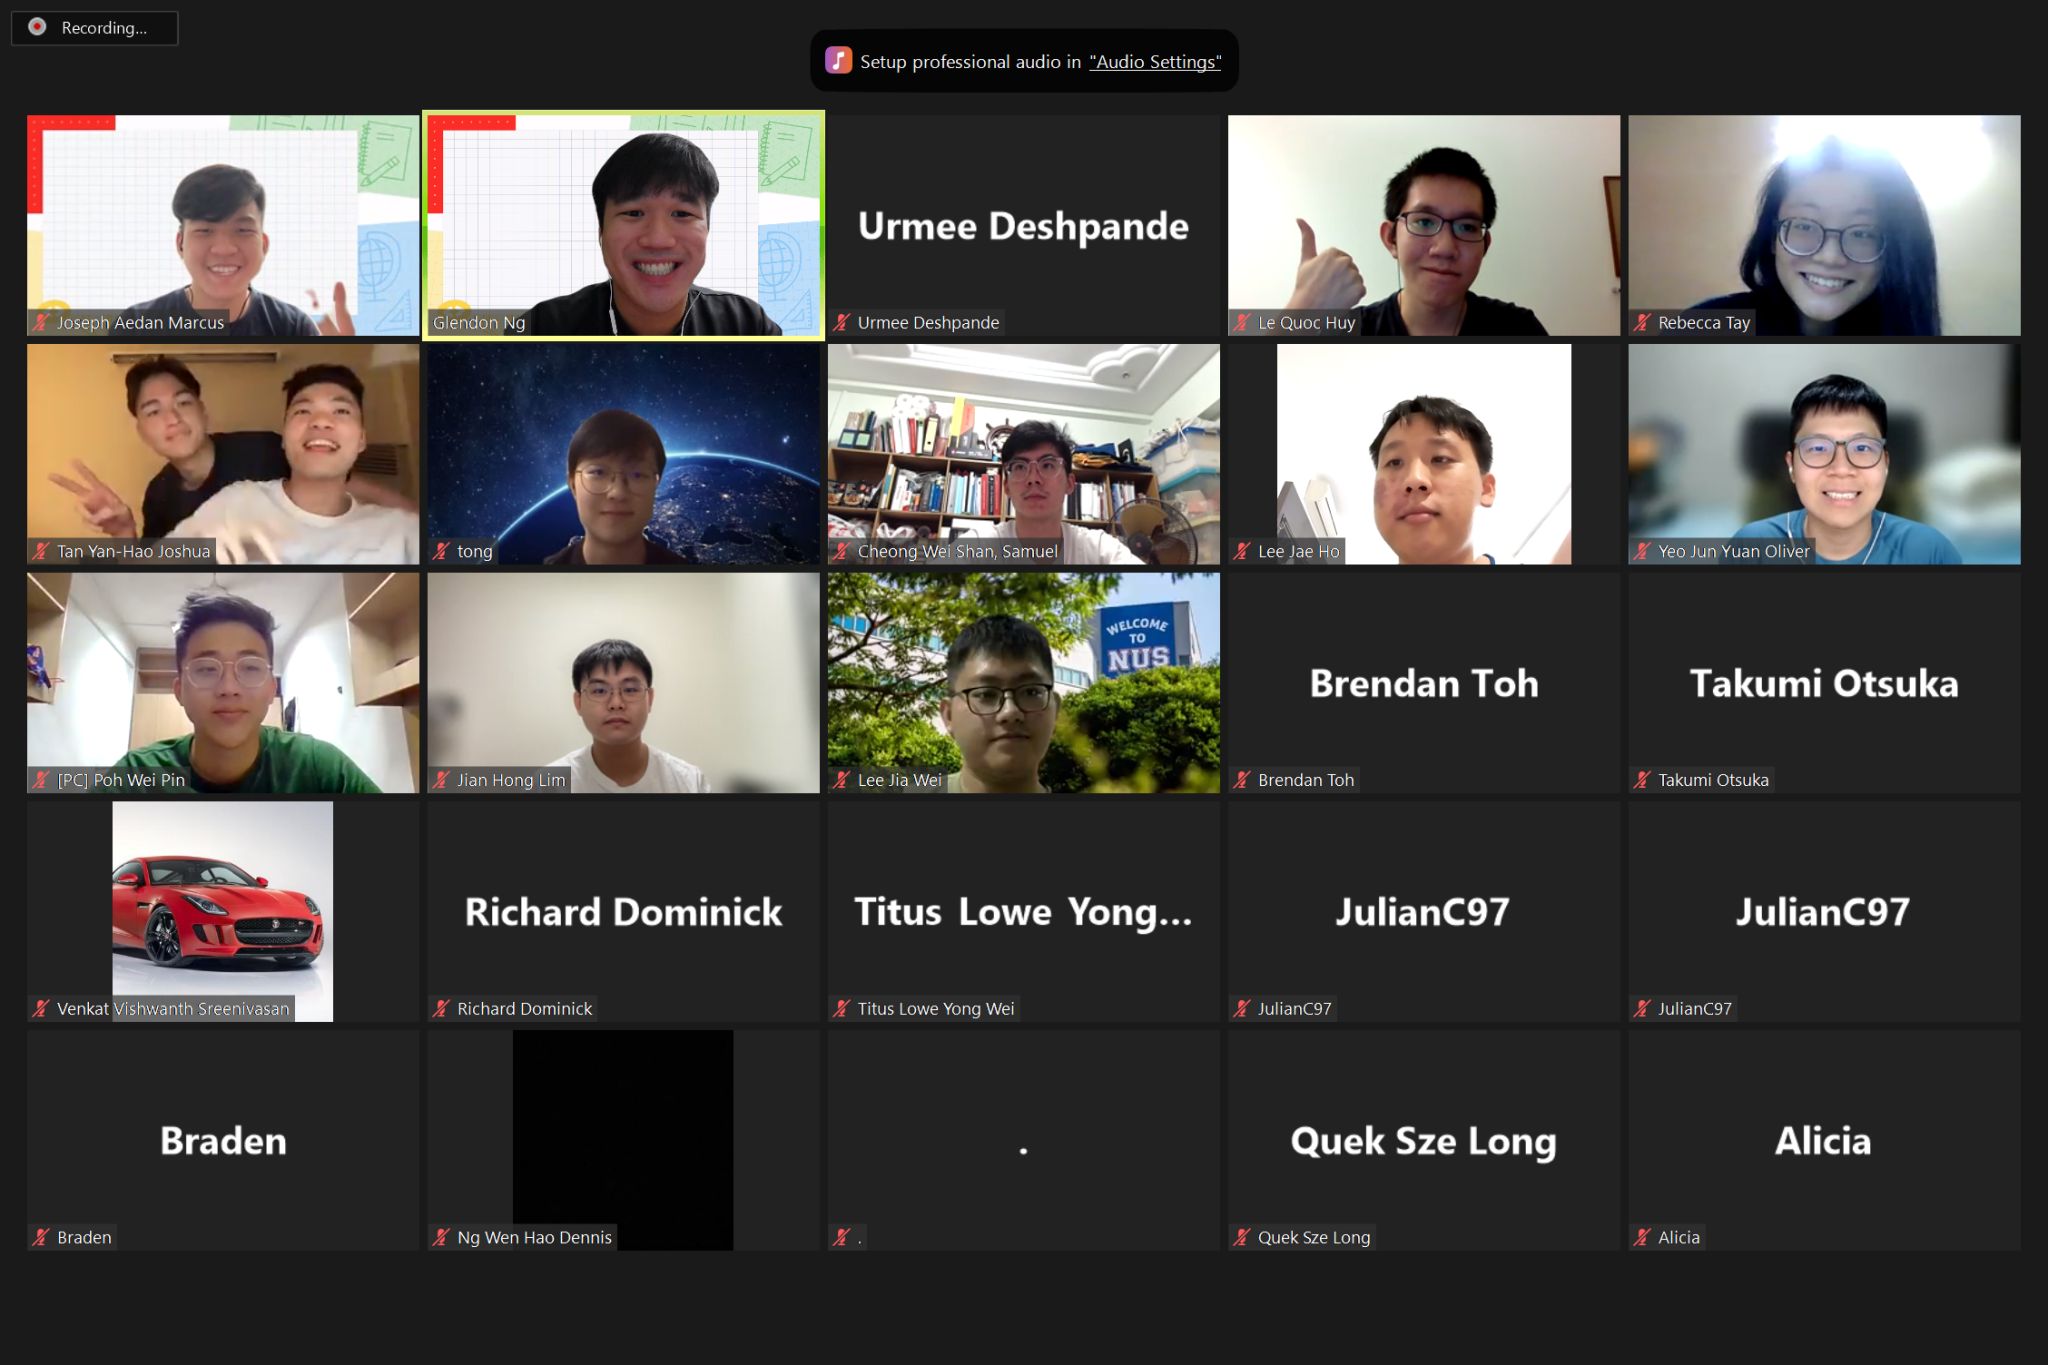 Recording...
Setup professional audio in "Audio Settings"
Joseph Aedan Marcus
Glendon Ng
Urmee Deshpande
Urmee Deshpande
Le Quoc Huy
Rebecca Tay
Tan Yan-Hao Joshua
tong
Cheong Wei Shan, Samuel
Lee Jae Ho
Yeo Jun Yuan Oliver
[PC] Poh Wei Pin
Jian Hong Lim
WELCOME
TO
NUS
Lee Jia Wei
Brendan Toh
Brendan Toh
Takumi Otsuka
Takumi Otsuka
Venkat Vishwanth Sreenivasan
Richard Dominick
Richard Dominick
Titus Lowe Yong...
Titus Lowe Yong Wei
JulianC97
JulianC97
JulianC97
JulianC97
Braden
Braden
Ng Wen Hao Dennis
.
.
Quek Sze Long
Quek Sze Long
Alicia
Alicia